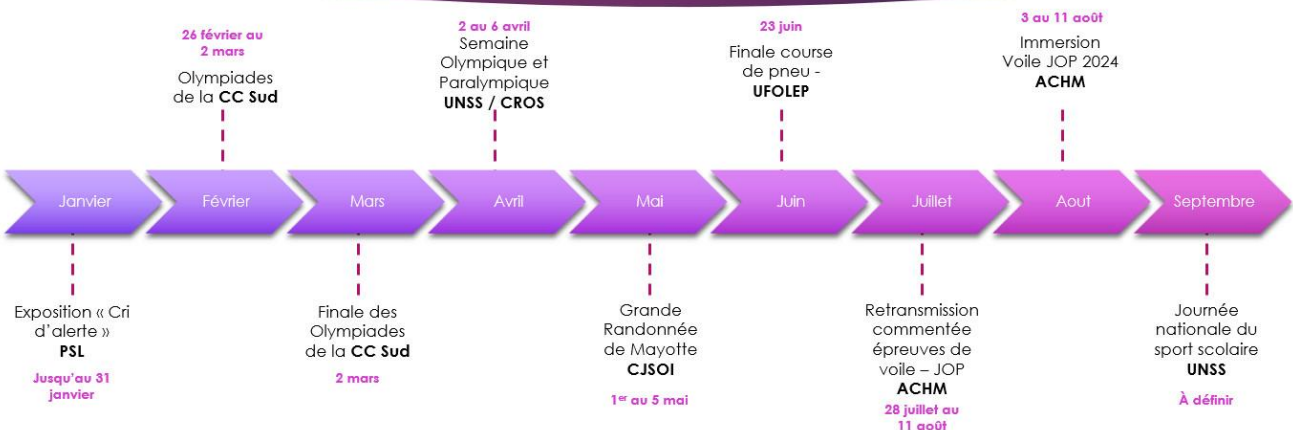 26 février au
2 mars
Olympiades
de la CC Sud
2 au 6 avril
Semaine
Olympique et
Paralympique
UNSS / CROS
23 juin
Finale course
de pneu -
UFOLEP
3 au 11 août
Immersion
Voile JOP 2024
ACHM
Janvier
Février
Mars
Avril
Mai
Juin
Juillet
Aout
Septembre
Exposition « Cri
d’alerte »
PSL
Jusqu’au 31
janvier
Finale des
Olympiades
de la CC Sud
2 mars
Grande
Randonnée
de Mayotte
CJSOI
1er au 5 mai
Retransmission
commentée
épreuves de
voile – JOP
ACHM
28 juillet au
11 août
Journée
nationale du
sport scolaire
UNSS
À définir